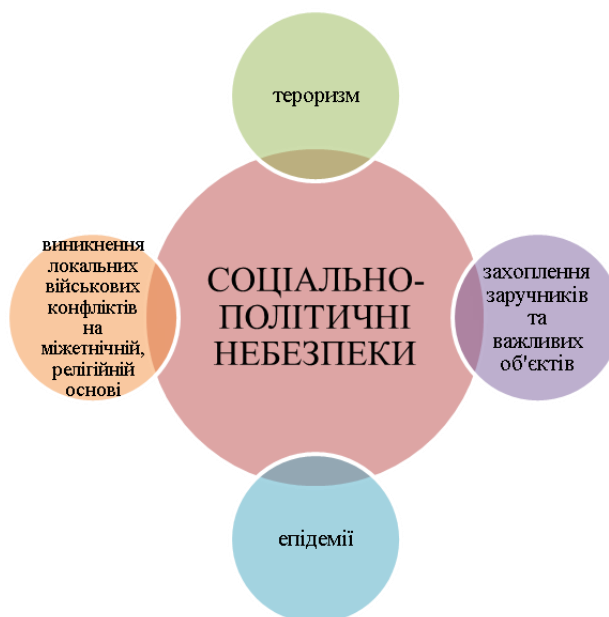 тероризм
виникнення
локальних
військових
конфліктів
на
міжетнічній,
релігійній
основі
СОЦІАЛЬНО-
ПОЛІТИЧНІ
НЕБЕЗПЕКИ
захоплення
заручників
та
важливих
об'єктів
епідемії